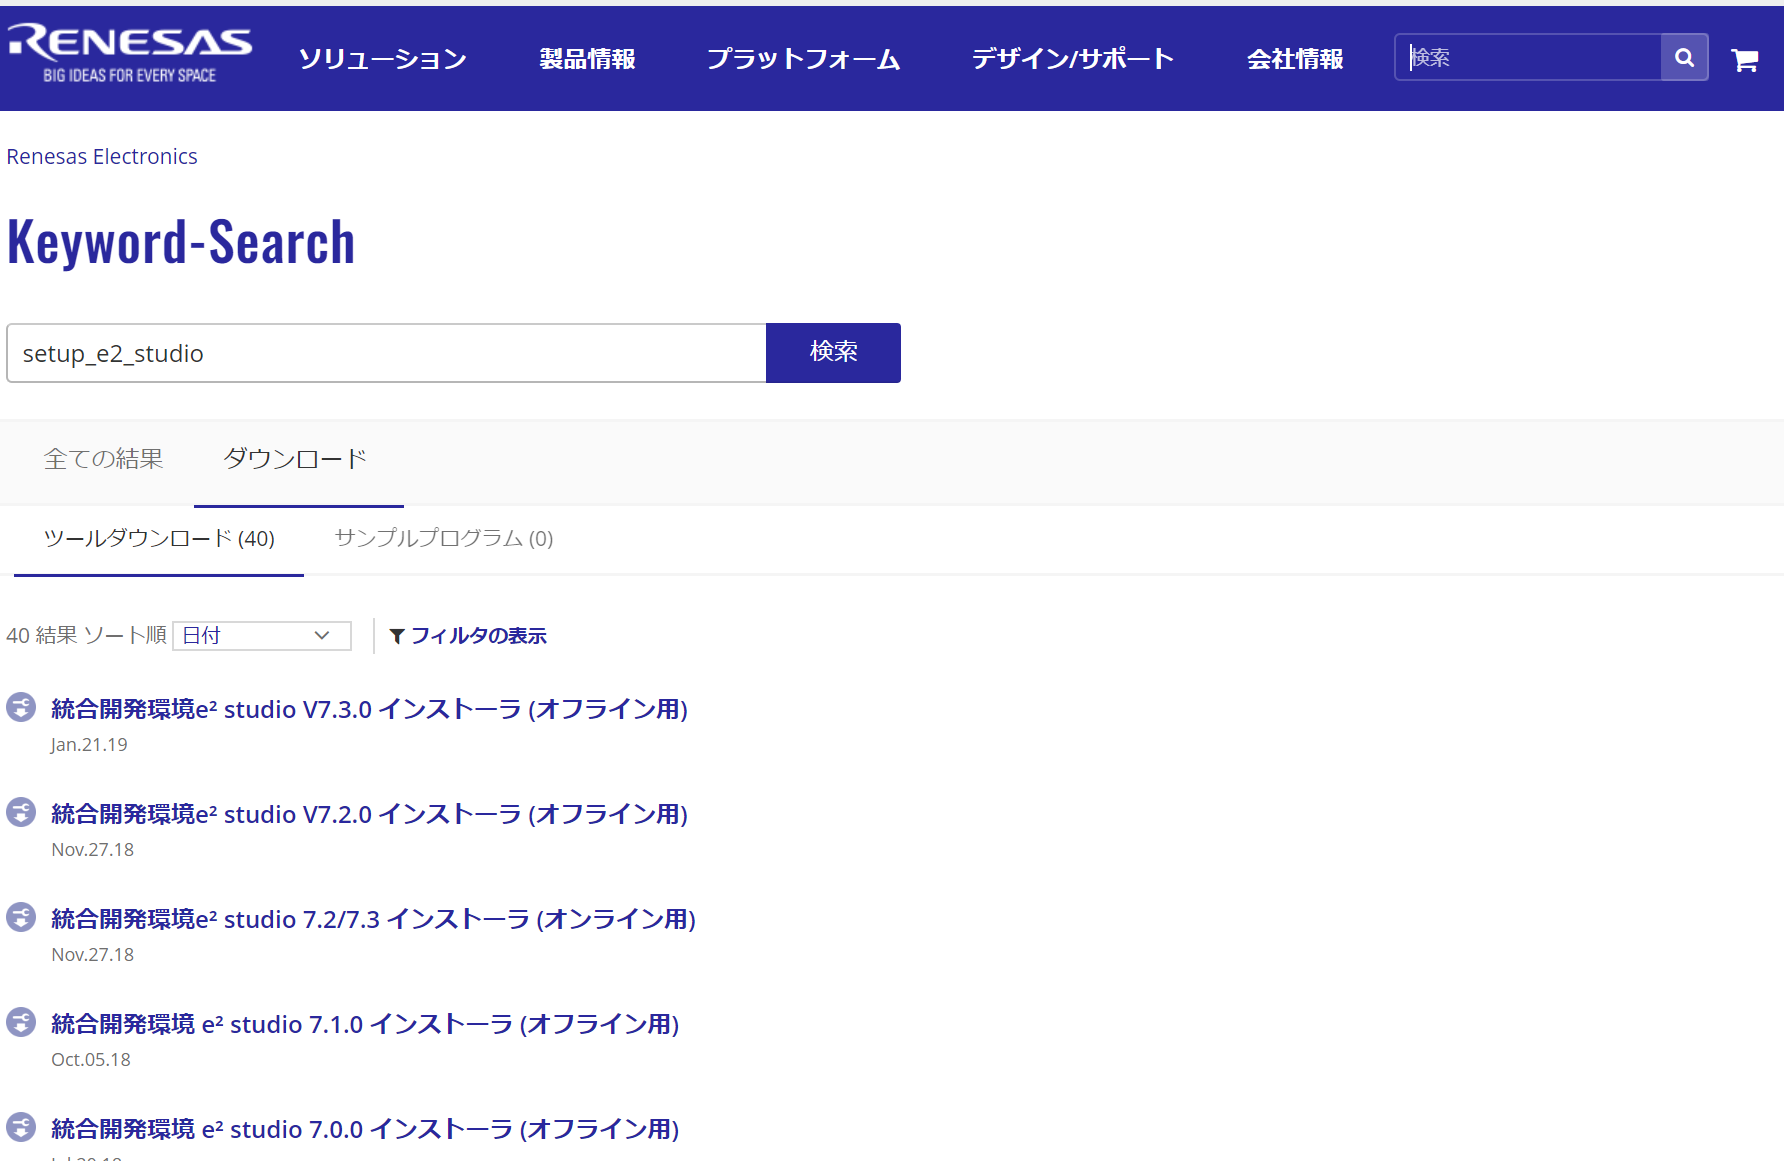 RENESAS
BIG IDEAS FOR EVERY SPACE
ソリューション 製品情報 プラットフォーム デザイン/サポート 会社情報 検索
Renesas Electronics
Keyword-Search
setup_e2_studio 検索
全ての結果 ダウンロード
ツールダウンロード (40) サンプルプログラム (0)
40 結果 ソート順 日付 フィルタの表示
統合開発環境e² studio V7.3.0 インストーラ (オフライン用)
Jan.21.19
統合開発環境e² studio V7.2.0 インストーラ (オフライン用)
Nov.27.18
統合開発環境e² studio 7.2/7.3 インストーラ (オンライン用)
Nov.27.18
統合開発環境 e² studio 7.1.0 インストーラ (オフライン用)
Oct.05.18
統合開発環境 e² studio 7.0.0 インストーラ (オフライン用)